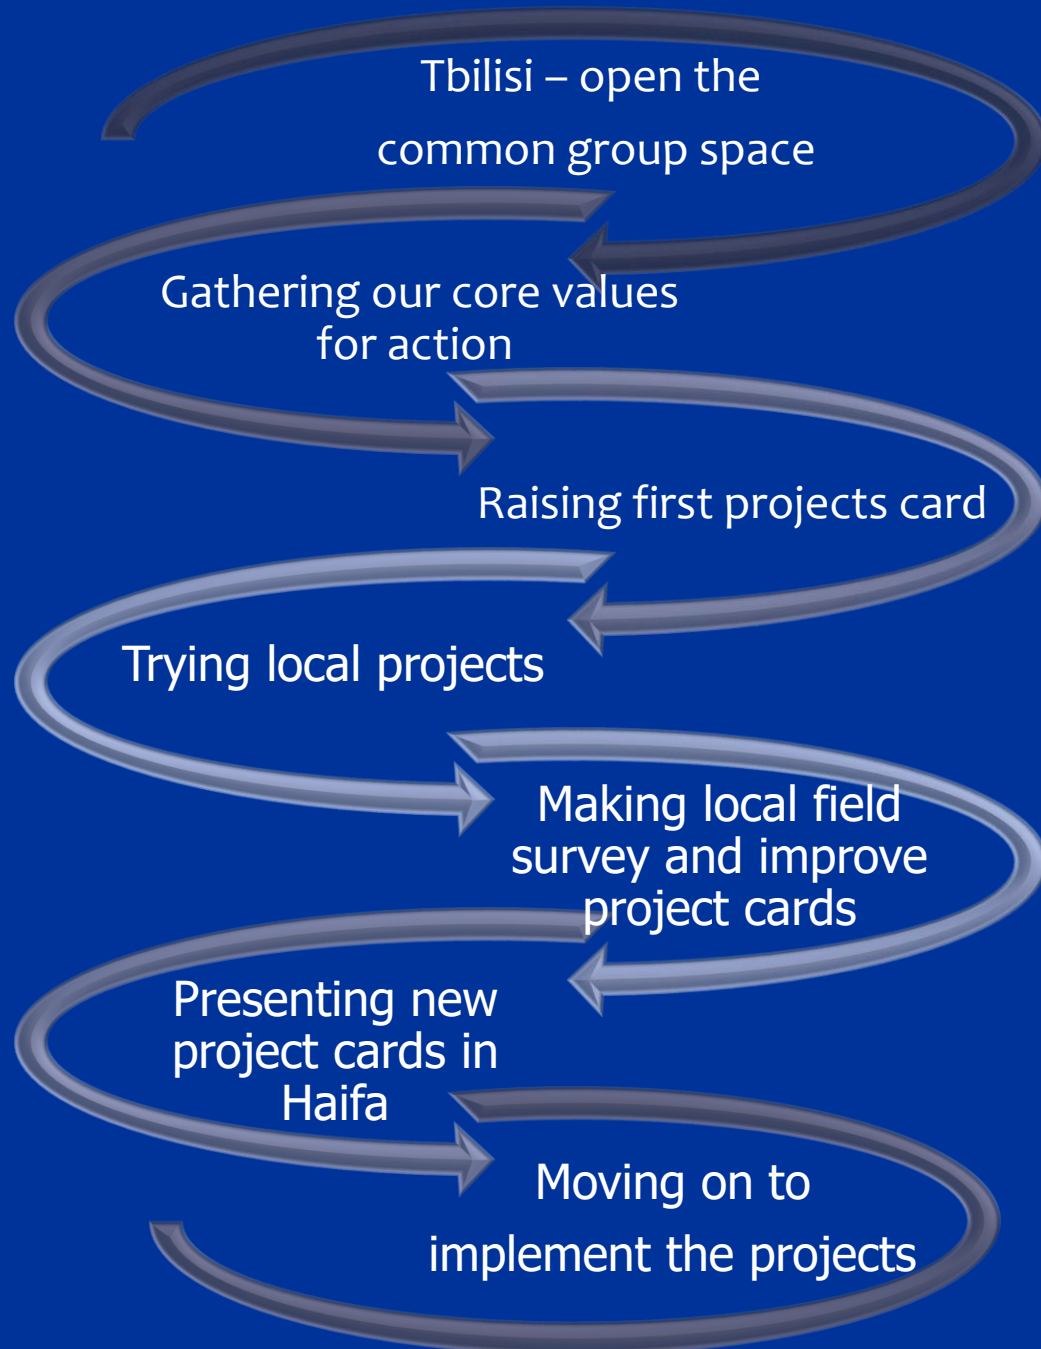 Tbilisi – open the
common group space
Gathering our core values
for action
Raising first projects card
Trying local projects
Making local field
survey and improve
project cards
Presenting new
project cards in
Haifa
Moving on to
implement the projects